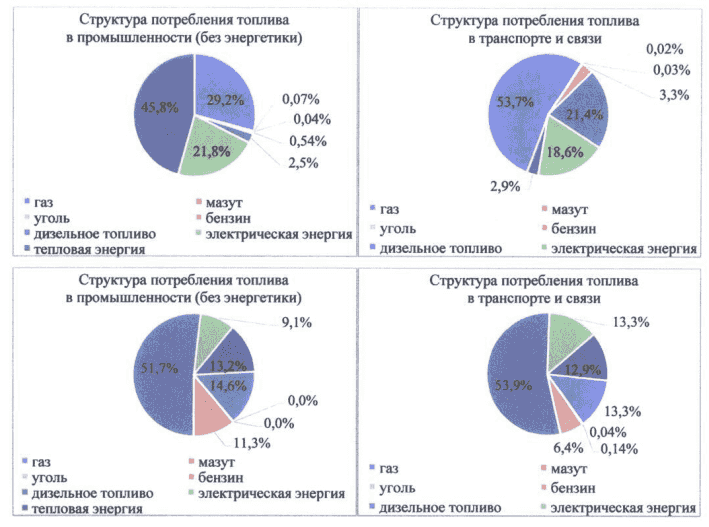 Структура потребления топлива
в промышленности (без энергетики)
45,8%
29,2%
0,07%
0,04%
0,54%
2,5%
21,8%
газ
мазут
уголь
бензин
дизельное топливо
электрическая энергия
тепловая энергия
Структура потребления топлива
в транспорте и связи
0,02%
0,03%
3,3%
53,7%
21,4%
18,6%
2,9%
газ
мазут
уголь
бензин
дизельное топливо
электрическая энергия
Структура потребления топлива
в промышленности (без энергетики)
9,1%
51,7%
13,2%
14,6%
0,0%
0,0%
11,3%
газ
мазут
уголь
бензин
дизельное топливо
электрическая энергия
тепловая энергия
Структура потребления топлива
в транспорте и связи
13,3%
53,9%
12,9%
13,3%
0,04%
6,4%
0,14%
газ
мазут
уголь
бензин
дизельное топливо
электрическая энергия